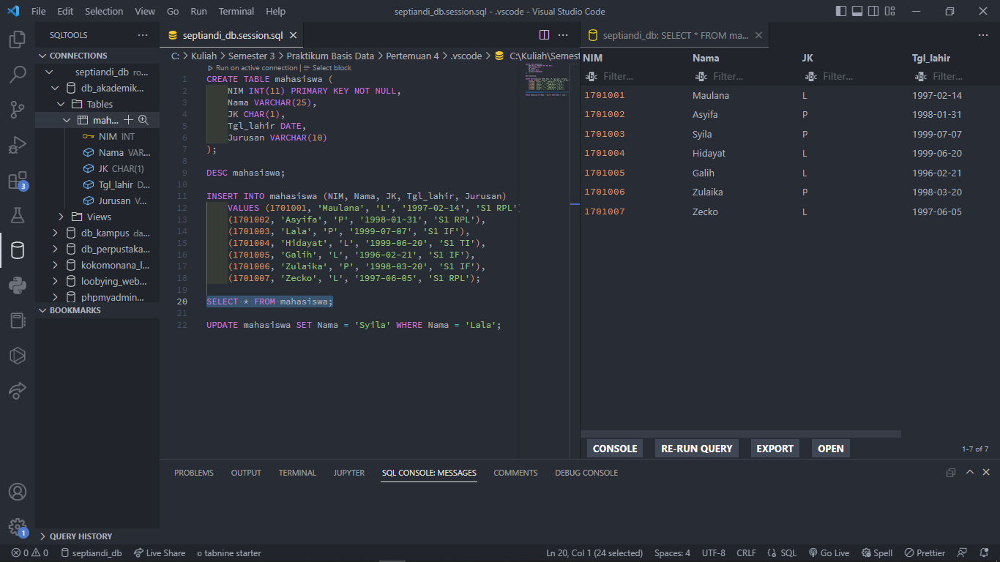 File Edit Selection View Go Run Terminal Help septiandi_db.session.sql - .vscode - Visual Studio Code
SQLTOOLS ···
CONNECTIONS
septiandi_db ro...
db_akademik...
Tables
mah...
NIM INT
Nama VAR...
JK CHAR(1)
Tgl_lahir D...
Jurusan V...
Views
db_kampus da...
db_perpustaka...
kokomonana_l...
loobying_web...
phpmyadmin...
BOOKMARKS
QUERY HISTORY
3
1
septiandi_db.session.sql
C: > Kuliah > Semester 3 > Praktikum Basis Data > Pertemuan 4 > .vscode > C:\Kuliah\Semest
Run on active connection | Select block
1 CREATE TABLE mahasiswa (
2 NIM INT(11) PRIMARY KEY NOT NULL,
3 Nama VARCHAR(25),
4 JK CHAR(1),
5 Tgl_lahir DATE,
6 Jurusan VARCHAR(10)
7 );
8
9 DESC mahasiswa;
10
11 INSERT INTO mahasiswa (NIM, Nama, JK, Tgl_lahir, Jurusan)
12 VALUES (1701001, 'Maulana', 'L', '1997-02-14', 'S1 RPL'
13 (1701002, 'Asyifa', 'P', '1998-01-31', 'S1 RPL'),
14 (1701003, 'Lala', 'P', '1999-07-07', 'S1 IF'),
15 (1701004, 'Hidayat', 'L', '1999-06-20', 'S1 TI'),
16 (1701005, 'Galih', 'L', '1996-02-21', 'S1 IF'),
17 (1701006, 'Zulaika', 'P', '1998-03-20', 'S1 IF'),
18 (1701007, 'Zecko', 'L', '1997-06-05', 'S1 RPL');
19
20 SELECT * FROM mahasiswa;
21
22 UPDATE mahasiswa SET Nama = 'Syila' WHERE Nama = 'Lala';
septiandi_db: SELECT * FROM ma...
NIM Nama JK Tgl_lahir
abc Filter... abc Filter... abc Filter... abc Filter...
1701001 Maulana L 1997-02-14
1701002 Asyifa P 1998-01-31
1701003 Syila P 1999-07-07
1701004 Hidayat L 1999-06-20
1701005 Galih L 1996-02-21
1701006 Zulaika P 1998-03-20
1701007 Zecko L 1997-06-05
CONSOLE RE-RUN QUERY EXPORT OPEN 1-7 of 7
PROBLEMS OUTPUT TERMINAL JUPYTER SQL CONSOLE: MESSAGES COMMENTS DEBUG CONSOLE
0 0 septiandi_db Live Share tabnine starter Ln 20, Col 1 (24 selected) Spaces: 4 UTF-8 CRLF SQL Go Live Spell Prettier